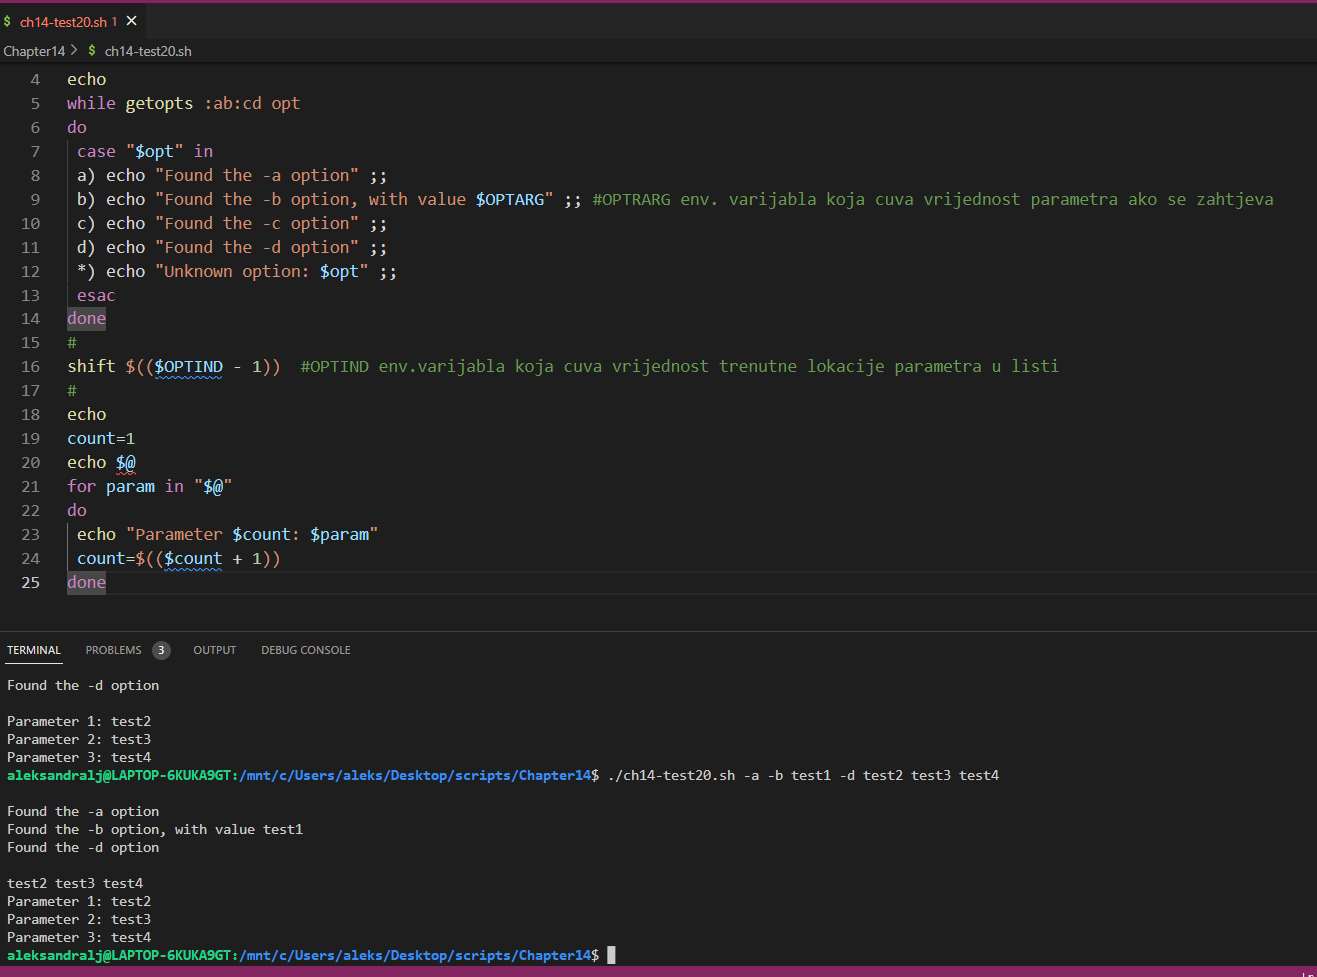 $ ch14-test20.sh 1 ✕
Chapter14 > $ ch14-test20.sh
4 echo
5 while getopts :ab:cd opt
6 do
7 case "$opt" in
8 a) echo "Found the -a option" ;;
9 b) echo "Found the -b option, with value $OPTARG" ;; #OPTRARG env. varijabla koja cuva vrijednost parametra ako se zahtjeva
10 c) echo "Found the -c option" ;;
11 d) echo "Found the -d option" ;;
12 *) echo "Unknown option: $opt" ;;
13 esac
14 done
15 #
16 shift $(($OPTIND - 1))  #OPTIND env.varijabla koja cuva vrijednost trenutne lokacije parametra u listi
17 #
18 echo
19 count=1
20 echo $@
21 for param in "$@"
22 do
23 echo "Parameter $count: $param"
24 count=$(($count + 1))
25 done
TERMINAL PROBLEMS 3 OUTPUT DEBUG CONSOLE
Found the -d option
Parameter 1: test2
Parameter 2: test3
Parameter 3: test4
aleksandralj@LAPTOP-6KUKA9GT:/mnt/c/Users/aleks/Desktop/scripts/Chapter14$ ./ch14-test20.sh -a -b test1 -d test2 test3 test4
Found the -a option
Found the -b option, with value test1
Found the -d option
test2 test3 test4
Parameter 1: test2
Parameter 2: test3
Parameter 3: test4
aleksandralj@LAPTOP-6KUKA9GT:/mnt/c/Users/aleks/Desktop/scripts/Chapter14$